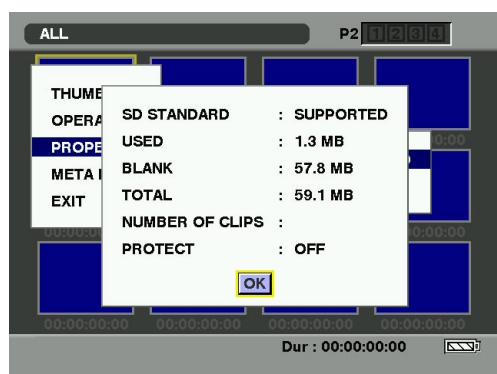 ALL P2 1 2 3 4
THUMB
OPERA
PROPE
META
EXIT
SD STANDARD : SUPPORTED
USED : 1.3 MB
BLANK : 57.8 MB
TOTAL : 59.1 MB
NUMBER OF CLIPS :
PROTECT : OFF
OK
00:00:00:00 00:00:00:00 00:00:00:00 00:00:00:00
Dur : 00:00:00:00